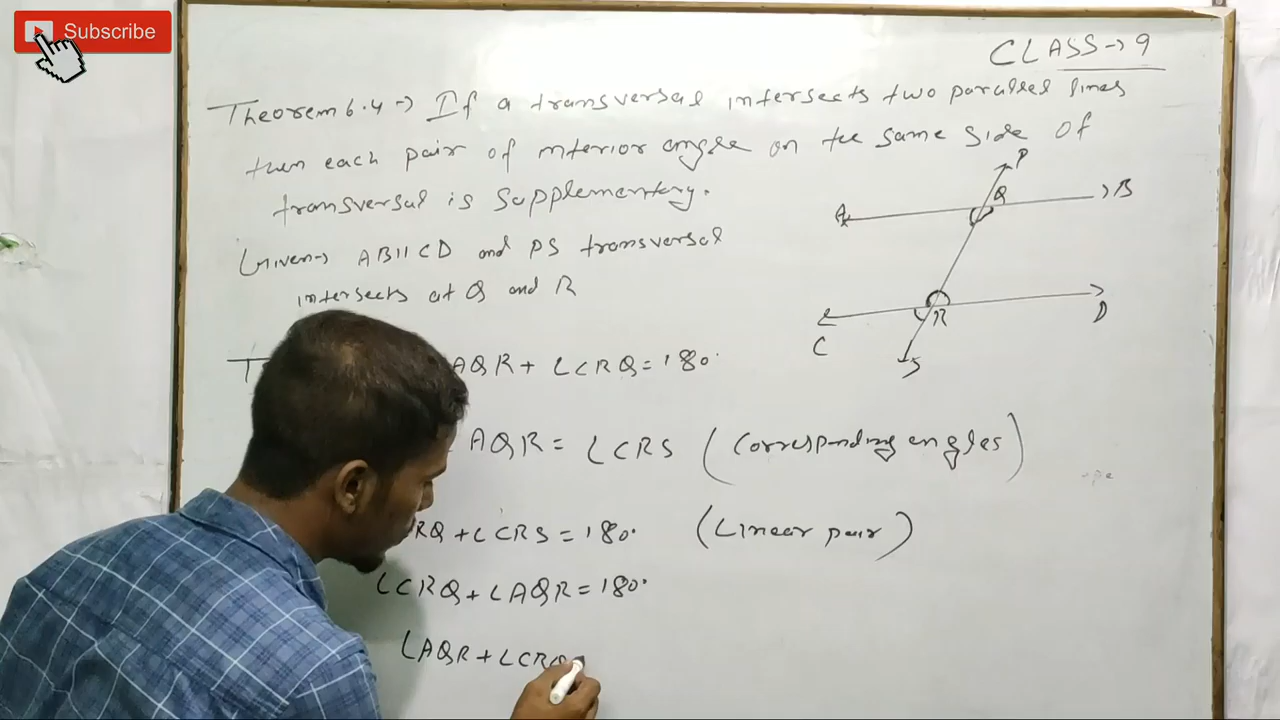 Subscribe
CLASS → 9
Theorem 6.4 → If a transversal intersects two parallel lines
then each pair of interior angle on the same side of
transversal is supplementary.
Given → AB || CD and PS transversal
intersects at Q and R
AQR + ∠CRQ = 180°
AQR = ∠CRS (Corresponding angles)
RQ + ∠CRS = 180° (Linear pair)
∠CRQ + ∠AQR = 180°
∠AQR + ∠CRQ
P
Q
B
A
R
D
C
S